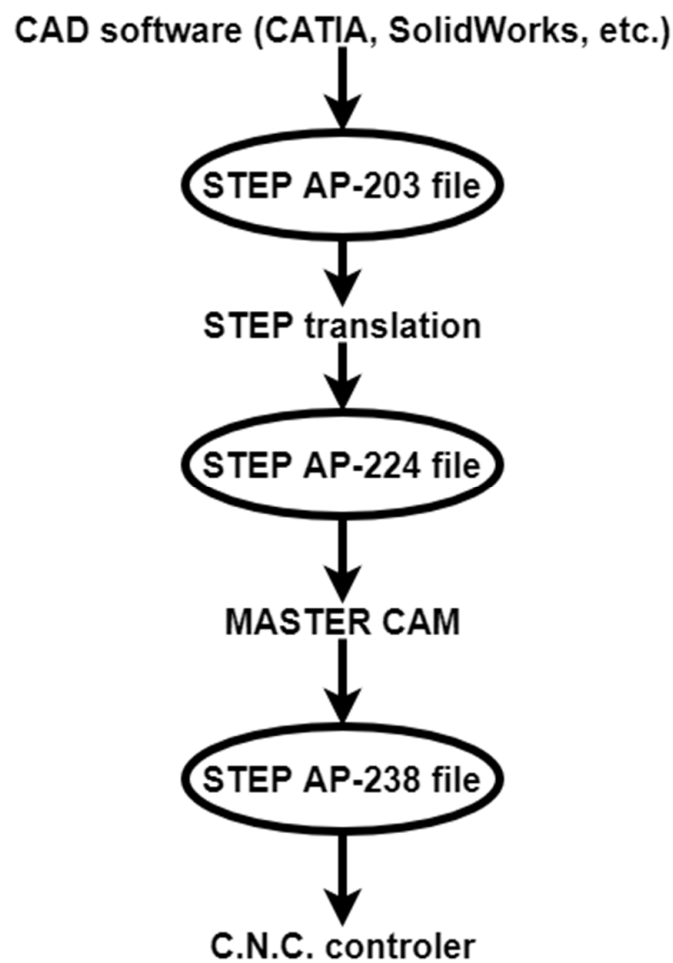 CAD software (CATIA, SolidWorks, etc.)
STEP AP-203 file
STEP translation
STEP AP-224 file
MASTER CAM
STEP AP-238 file
C.N.C. controler